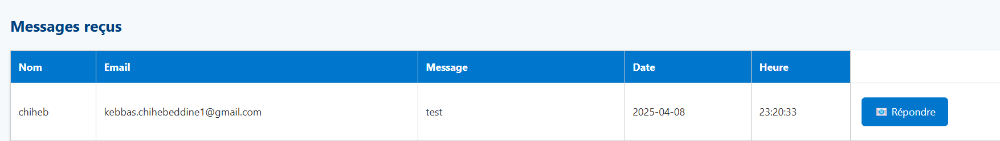 Messages reçus
Nom Email Message Date Heure
chiheb kebbas.chihebeddine1@gmail.com test 2025-04-08 23:20:33 Répondre